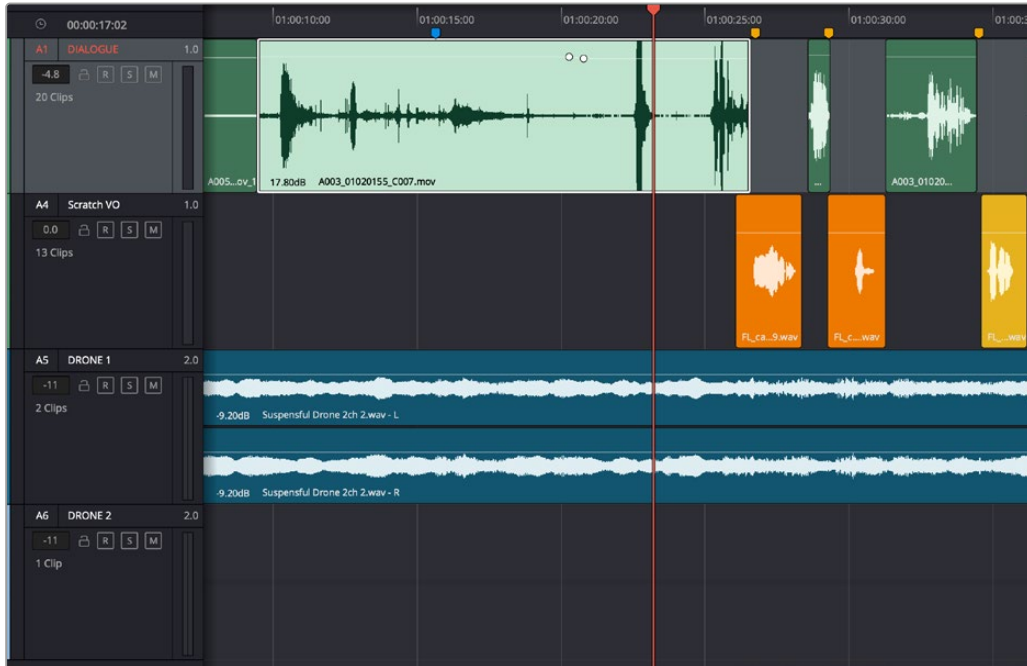 00:00:17:02
01:00:10:00 01:00:15:00 01:00:20:00 01:00:25:00 01:00:30:00 01:00:3
A1 DIALOGUE 1.0
-4.8 R S M
20 Clips
A005...ov_1 17.80dB A003_01020155_C007.mov ... A003_01020...
A4 Scratch VO 1.0
0.0 R S M
13 Clips
FL_ca...9.wav FL_c....wav FL_...wav
A5 DRONE 1 2.0
-11 R S M
2 Clips
-9.20dB Suspensful Drone 2ch 2.wav - L
-9.20dB Suspensful Drone 2ch 2.wav - R
A6 DRONE 2 2.0
-11 R S M
1 Clip